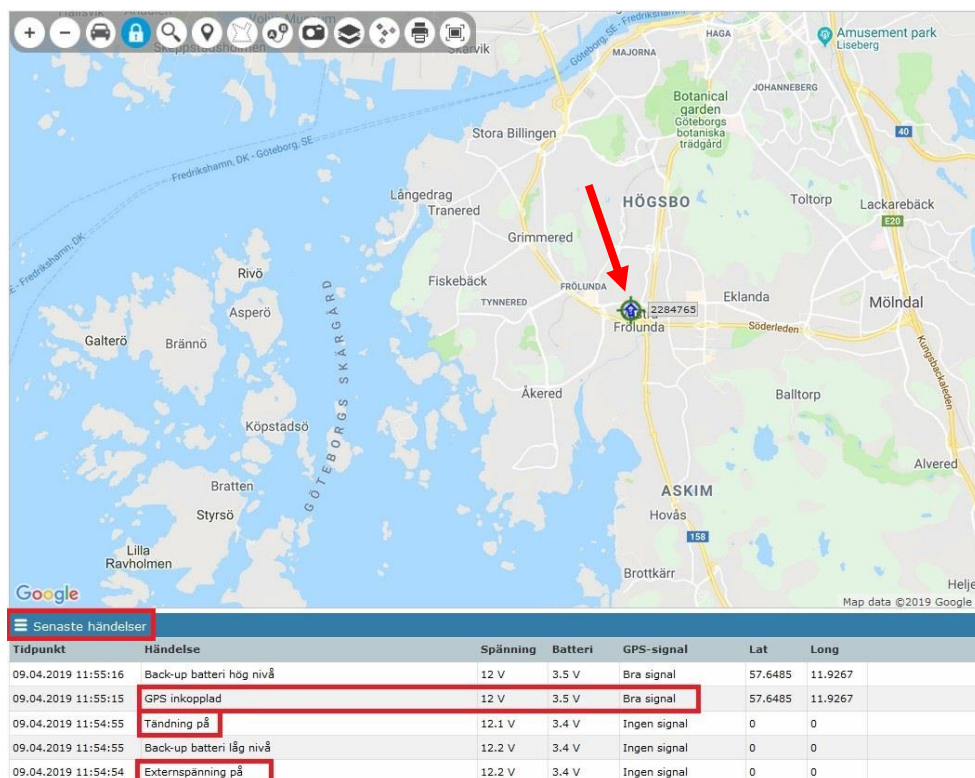 HAGA
Amusement park
Liseberg
Skärvik
MAJORNA
JOHANNEBERG
Botanical
garden
Göteborgs
botaniska
trädgård
40
Stora Billingen
Fredrikshamn, DK - Göteborg, SE
Långedrag
Tranered
HÖGSBO
Toltorp
Lackarebäck
E20
Grimmered
Rivö
Fiskebäck
FRÖLUNDA
TYNNERED
Eklanda
Mölndal
Asperö
2284765
Frölunda
Söderleden
Galterö
Brännö
GÖTEBORGS SKÄRGÅRD
Kungsbackaleden
Åkered
Balltorp
Köpstadsö
Alvered
Bratten
ASKIM
Styrsö
Hovås
158
Lilla
Ravholmen
Brottkärr
Google
Map data ©2019 Google
Senaste händelser
Tidpunkt Händelse Spänning Batteri GPS-signal Lat Long
09.04.2019 11:55:16 Back-up batteri hög nivå 12 V 3.5 V Bra signal 57.6485 11.9267
09.04.2019 11:55:15 GPS inkopplad 12 V 3.5 V Bra signal 57.6485 11.9267
09.04.2019 11:54:55 Tändning på 12.1 V 3.4 V Ingen signal 0 0
09.04.2019 11:54:55 Back-up batteri låg nivå 12.2 V 3.4 V Ingen signal 0 0
09.04.2019 11:54:54 Externspänning på 12.2 V 3.4 V Ingen signal 0 0